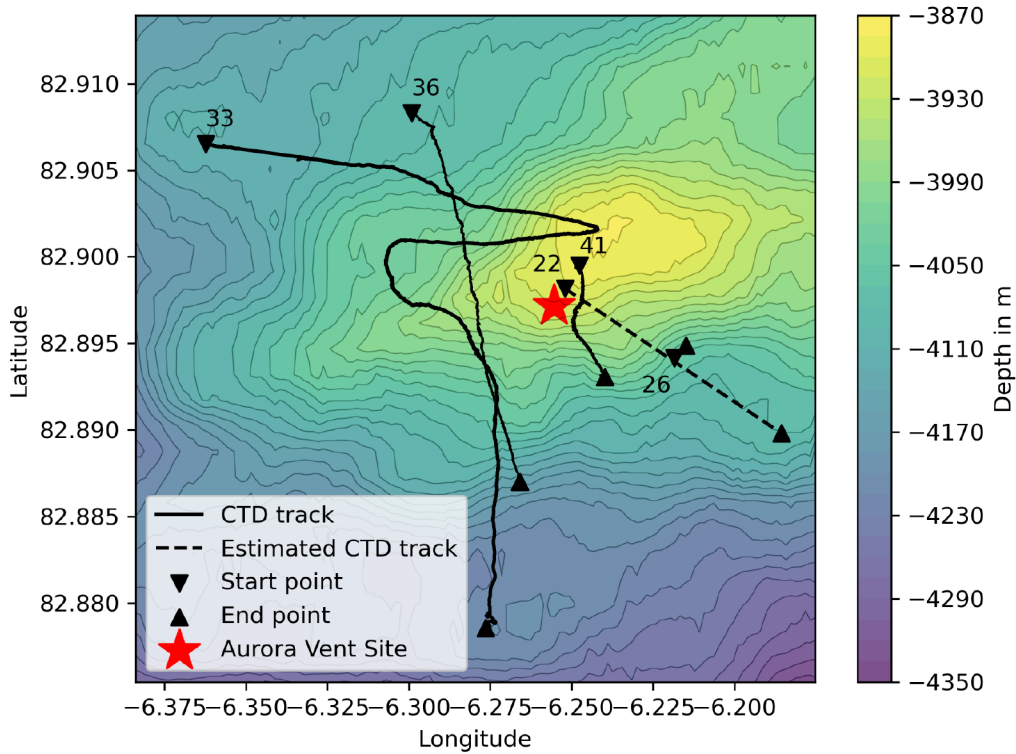 36
33
41
22
26
82.910
82.905
82.900
82.895
82.890
82.885
82.880
Latitude
CTD track
Estimated CTD track
Start point
End point
Aurora Vent Site
−6.375 −6.350 −6.325 −6.300 −6.275 −6.250 −6.225 −6.200
Longitude
−3870
−3930
−3990
−4050
−4110
−4170
−4230
−4290
−4350
Depth in m